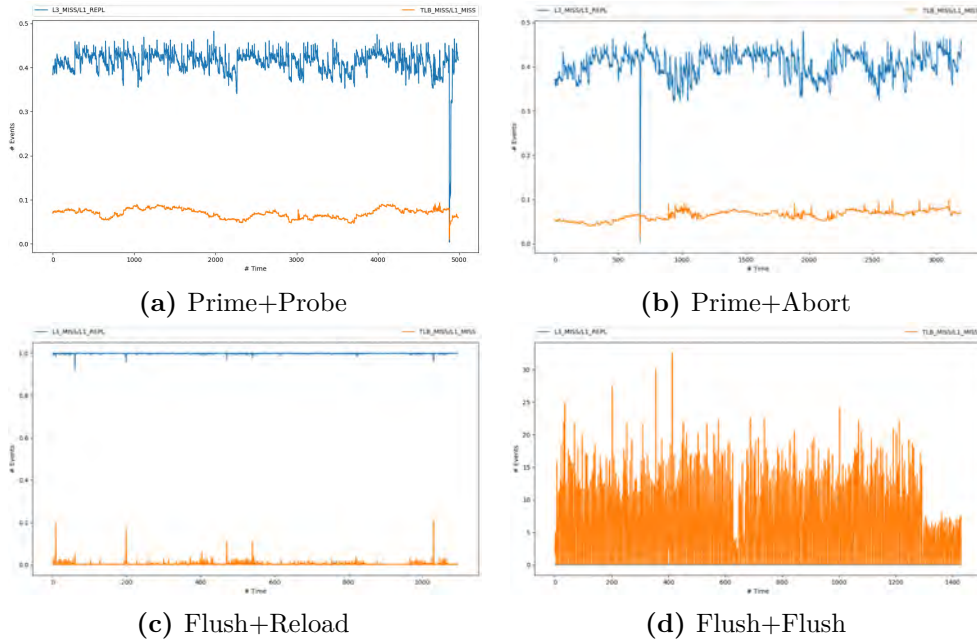 L3_MISS/L1_REPL TLB_MISS/L1_MISS L3_MISS/L1_REPL TLB_MISS/L1_MISS
0.5 0.5
0.4 0.4
0.3 0.3
# Events # Events
0.2 0.2
0.1 0.1
0.0 0.0
0 1000 2000 3000 4000 5000 0 500 1000 1500 2000 2500 3000
# Time # Time
(a) Prime+Probe (b) Prime+Abort
L3_MISS/L1_REPL TLB_MISS/L1_MISS L3_MISS/L1_REPL TLB_MISS/L1_MISS
1.0 30
0.8 25
0.6 20
# Events # Events
0.4 15
0.2 10
0.0 5
0
0 200 400 600 800 1000 0 200 400 600 800 1000 1200 1400
# Time # Time
(c) Flush+Reload (d) Flush+Flush